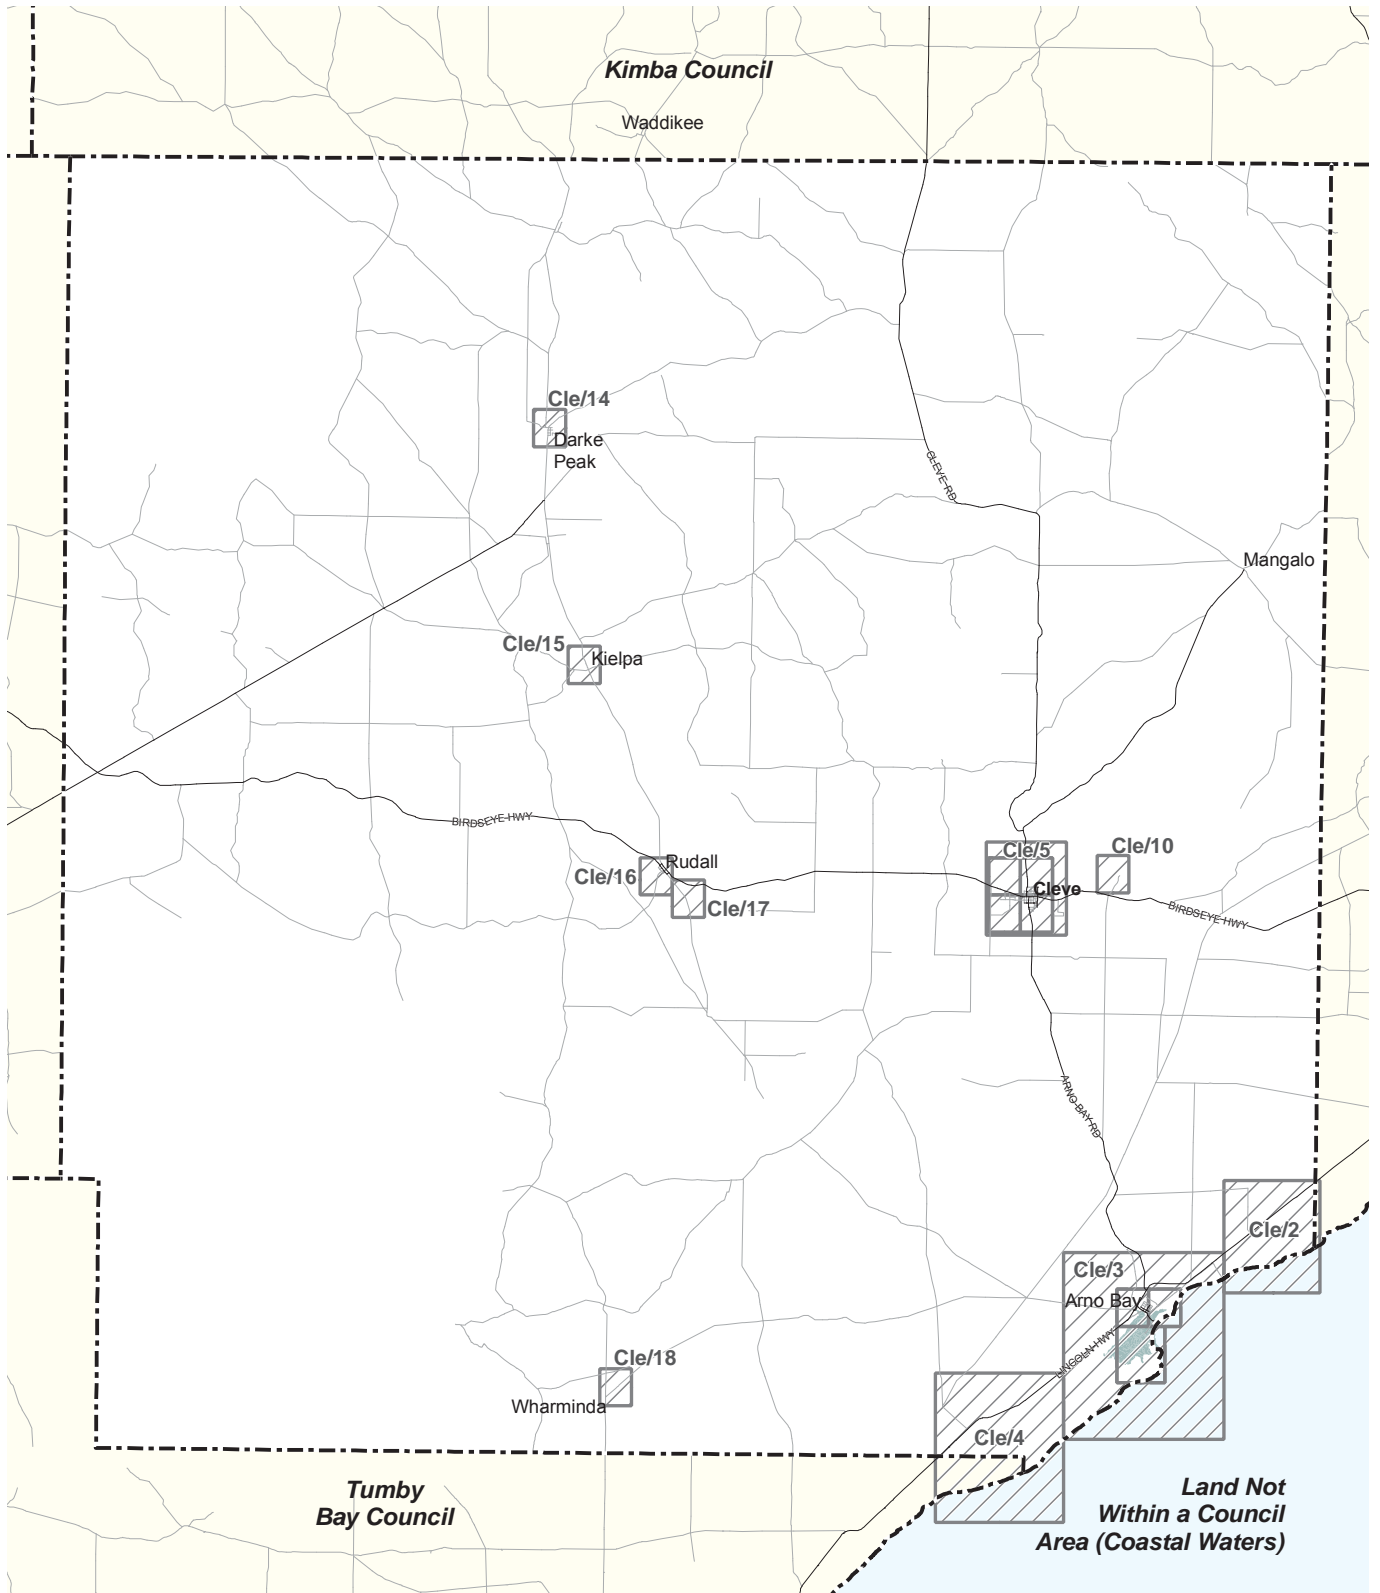 Kimba Council
Waddikee
Cle/14
Darke
Peak
CLEVE RD
Mangalo
Cle/15
Kielpa
BIRDSEYE HWY
Rudall
Cle/16
Cle/17
Cle/5
Cle/10
Cleve
BIRDSEYE HWY
ARNO BAY RD
Cle/2
Cle/3
Arno Bay
LINCOLN HWY
Cle/18
Wharminda
Cle/4
Tumby
Bay Council
Land Not
Within a Council
Area (Coastal Waters)